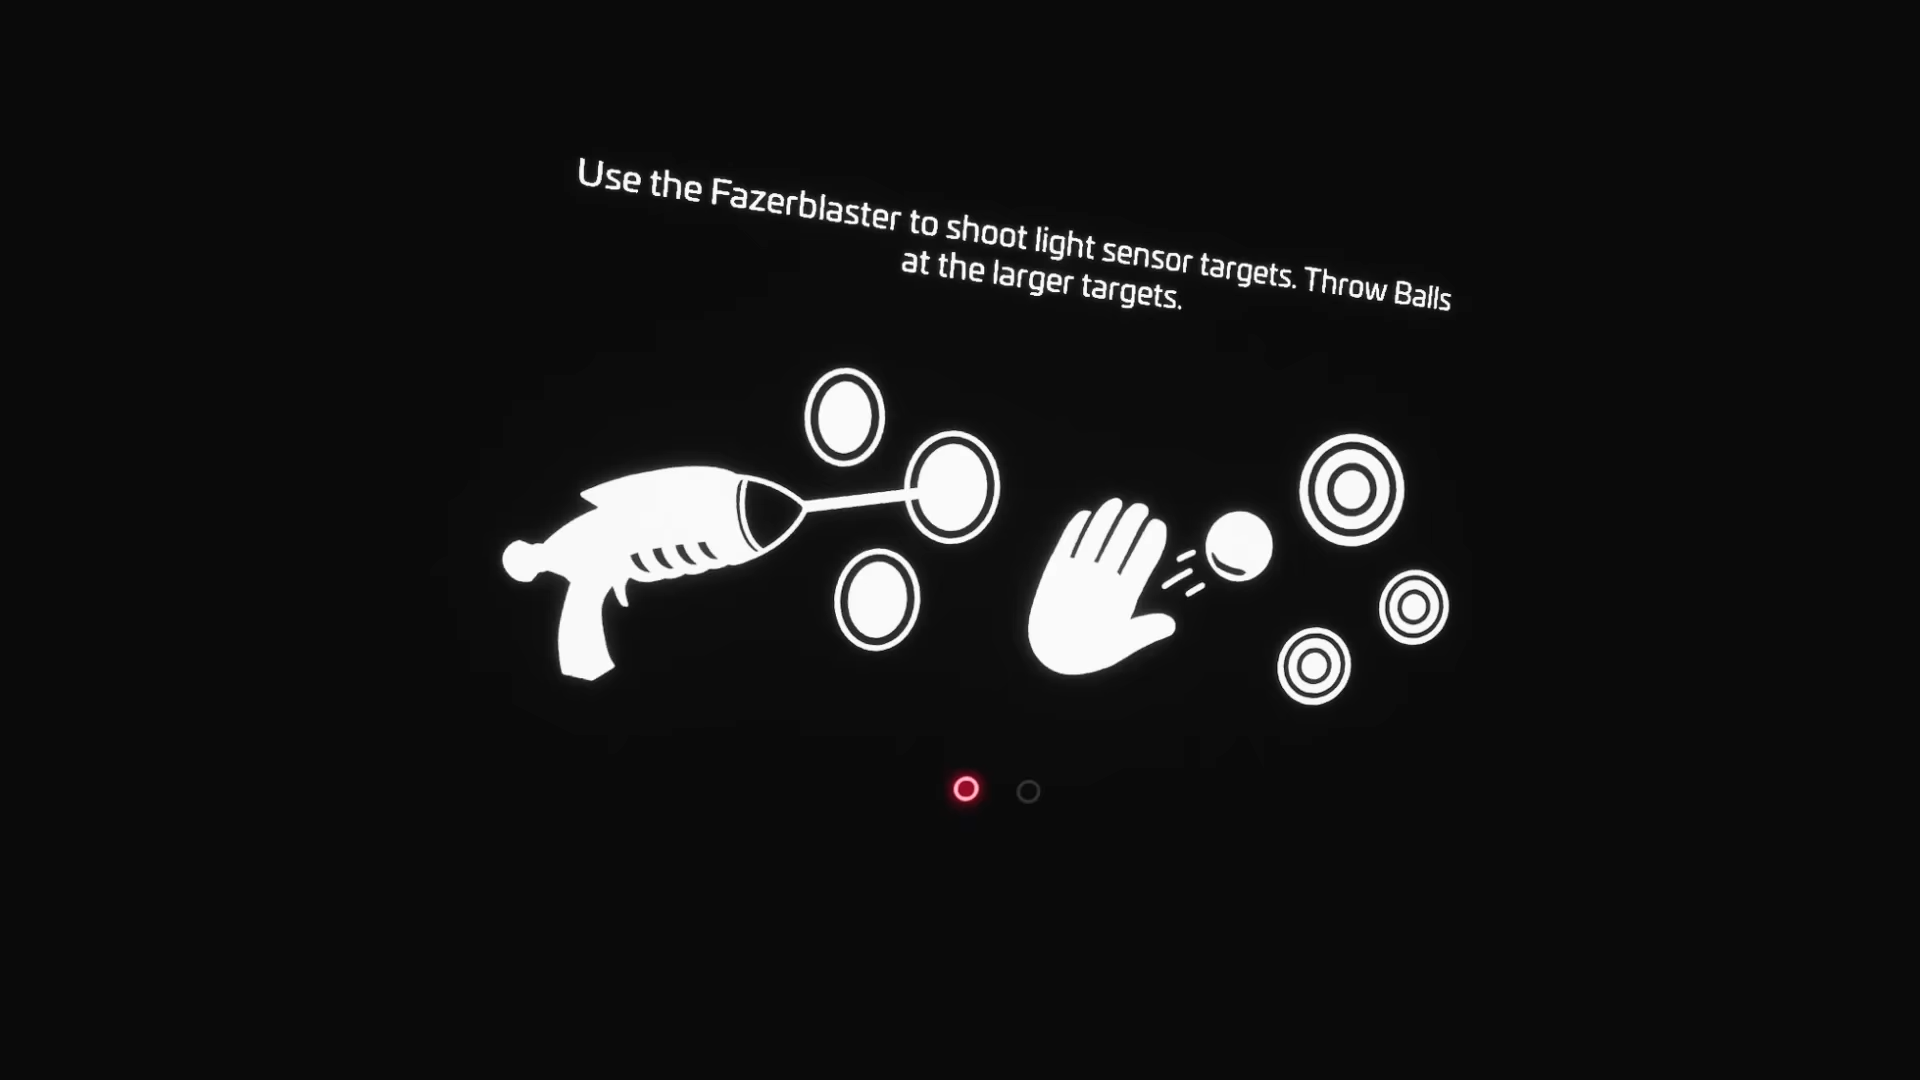 Use the Fazerblaster to shoot light sensor targets. Throw Balls
at the larger targets.